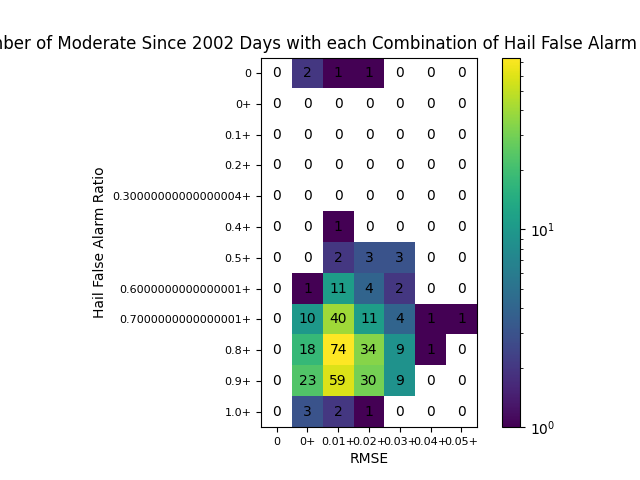 ber of Moderate Since 2002 Days with each Combination of Hail False Alarm
Hail False Alarm Ratio
0 0 2 1 1 0 0 0
0+ 0 0 0 0 0 0 0
0.1+ 0 0 0 0 0 0 0
0.2+ 0 0 0 0 0 0 0
0.30000000000000004+ 0 0 0 0 0 0 0
0.4+ 0 0 1 0 0 0 0
0.5+ 0 0 2 3 3 0 0
0.6000000000000001+ 0 1 11 4 2 0 0
0.7000000000000001+ 0 10 40 11 4 1 1
0.8+ 0 18 74 34 9 1 0
0.9+ 0 23 59 30 9 0 0
1.0+ 0 3 2 1 0 0 0
0 0+ 0.01+ 0.02+ 0.03+ 0.04+ 0.05+
RMSE
10¹
10⁰